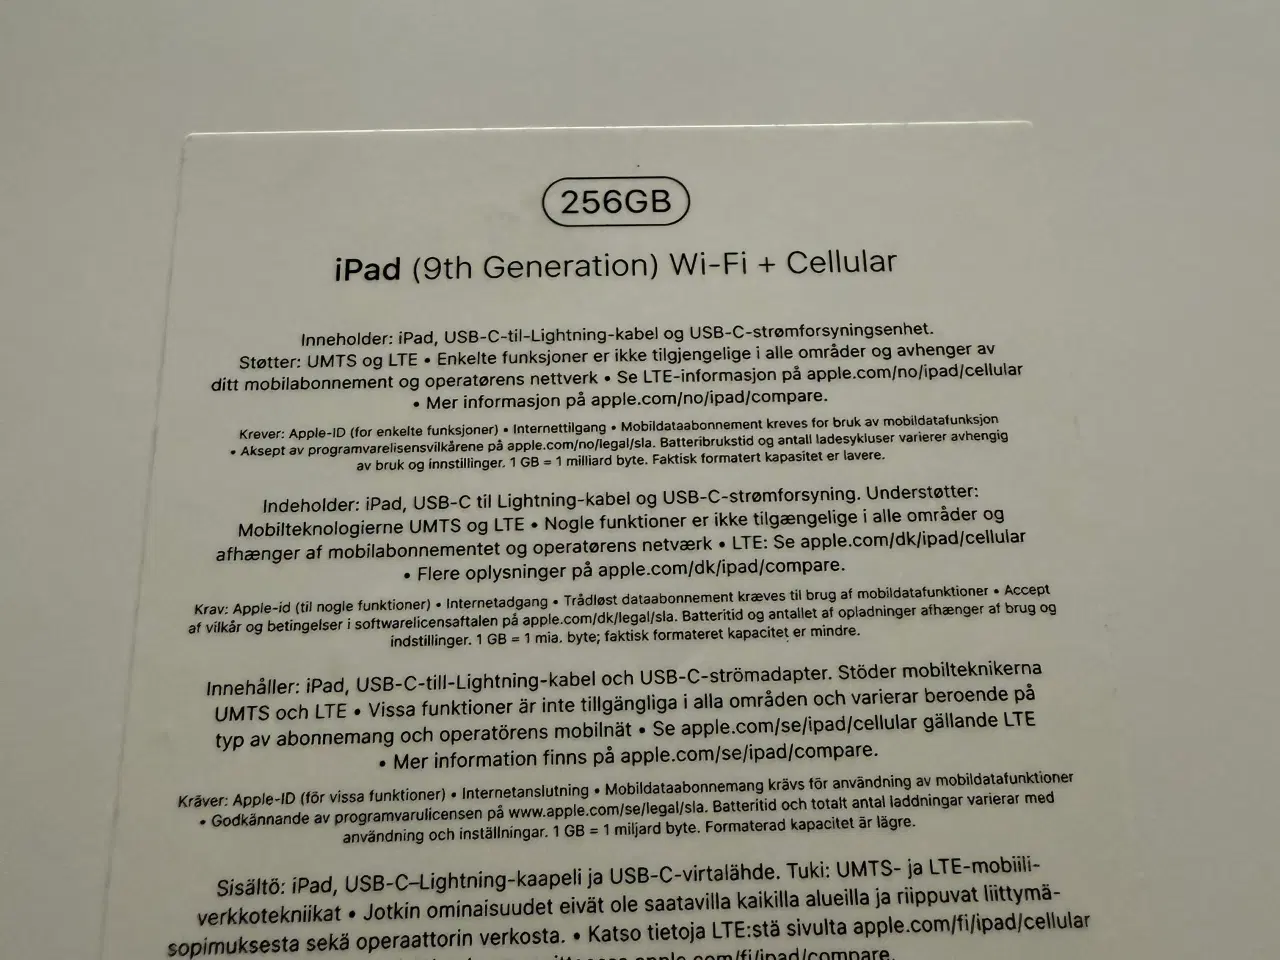 256GB
iPad (9th Generation) Wi-Fi + Cellular
Inneholder: iPad, USB-C-til-Lightning-kabel og USB-C-strømforsyningsenhet.
Støtter: UMTS og LTE • Enkelte funksjoner er ikke tilgjengelige i alle områder og avhenger av
ditt mobilabonnement og operatørens nettverk • Se LTE-informasjon på apple.com/no/ipad/cellular
• Mer informasjon på apple.com/no/ipad/compare.
Krever: Apple-ID (for enkelte funksjoner) • Internettilgang • Mobildataabonnement kreves for bruk av mobildatafunksjon
• Aksept av programvarelisensvilkårene på apple.com/no/legal/sla. Batteribrukstid og antall ladesykluser varierer avhengig
av bruk og innstillinger. 1 GB = 1 milliard byte. Faktisk formatert kapasitet er lavere.
Indeholder: iPad, USB-C til Lightning-kabel og USB-C-strømforsyning. Understøtter:
Mobilteknologierne UMTS og LTE • Nogle funktioner er ikke tilgængelige i alle områder og
afhænger af mobilabonnementet og operatørens netværk • LTE: Se apple.com/dk/ipad/cellular
• Flere oplysninger på apple.com/dk/ipad/compare.
Krav: Apple-id (til nogle funktioner) • Internetadgang • Trådløst dataabonnement kræves til brug af mobildatafunktioner • Accept
af vilkår og betingelser i softwarelicensaftalen på apple.com/dk/legal/sla. Batteritid og antallet af opladninger afhænger af brug og
indstillinger. 1 GB = 1 mia. byte; faktisk formateret kapacitet er mindre.
Innehåller: iPad, USB-C-till-Lightning-kabel och USB-C-strömadapter. Stöder mobilteknikerna
UMTS och LTE • Vissa funktioner är inte tillgängliga i alla områden och varierar beroende på
typ av abonnemang och operatörens mobilnät • Se apple.com/se/ipad/cellular gällande LTE
• Mer information finns på apple.com/se/ipad/compare.
Kräver: Apple-ID (för vissa funktioner) • Internetanslutning • Mobildataabonnemang krävs för användning av mobildatafunktioner
• Godkännande av programvarulicensen på www.apple.com/se/legal/sla. Batteritid och totalt antal laddningar varierar med
användning och inställningar. 1 GB = 1 miljard byte. Formaterad kapacitet är lägre.
Sisältö: iPad, USB-C–Lightning-kaapeli ja USB-C-virtalähde. Tuki: UMTS- ja LTE-mobiili-
verkkotekniikat • Jotkin ominaisuudet eivät ole saatavilla kaikilla alueilla ja riippuvat liittymä-
sopimuksesta sekä operaattorin verkosta. • Katso tietoja LTE:stä sivulta apple.com/fi/ipad/cellular
apple.com/fi/ipad/compare.